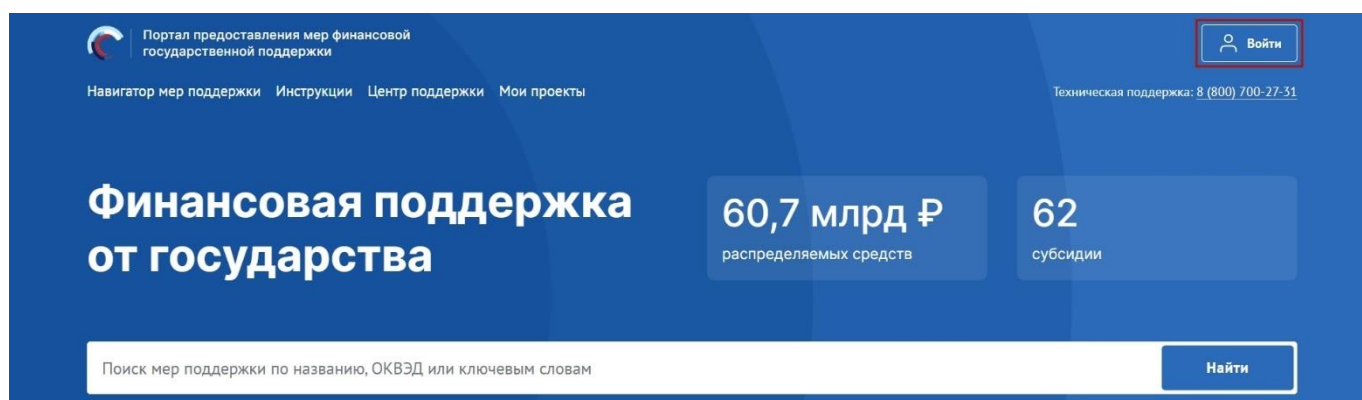 Портал предоставления мер финансовой
государственной поддержки
Войти
Навигатор мер поддержки Инструкции Центр поддержки Мои проекты
Техническая поддержка: 8 (800) 700-27-31
Финансовая поддержка
от государства
60,7 млрд ₽
распределяемых средств
62
субсидии
Поиск мер поддержки по названию, ОКВЭД или ключевым словам
Найти